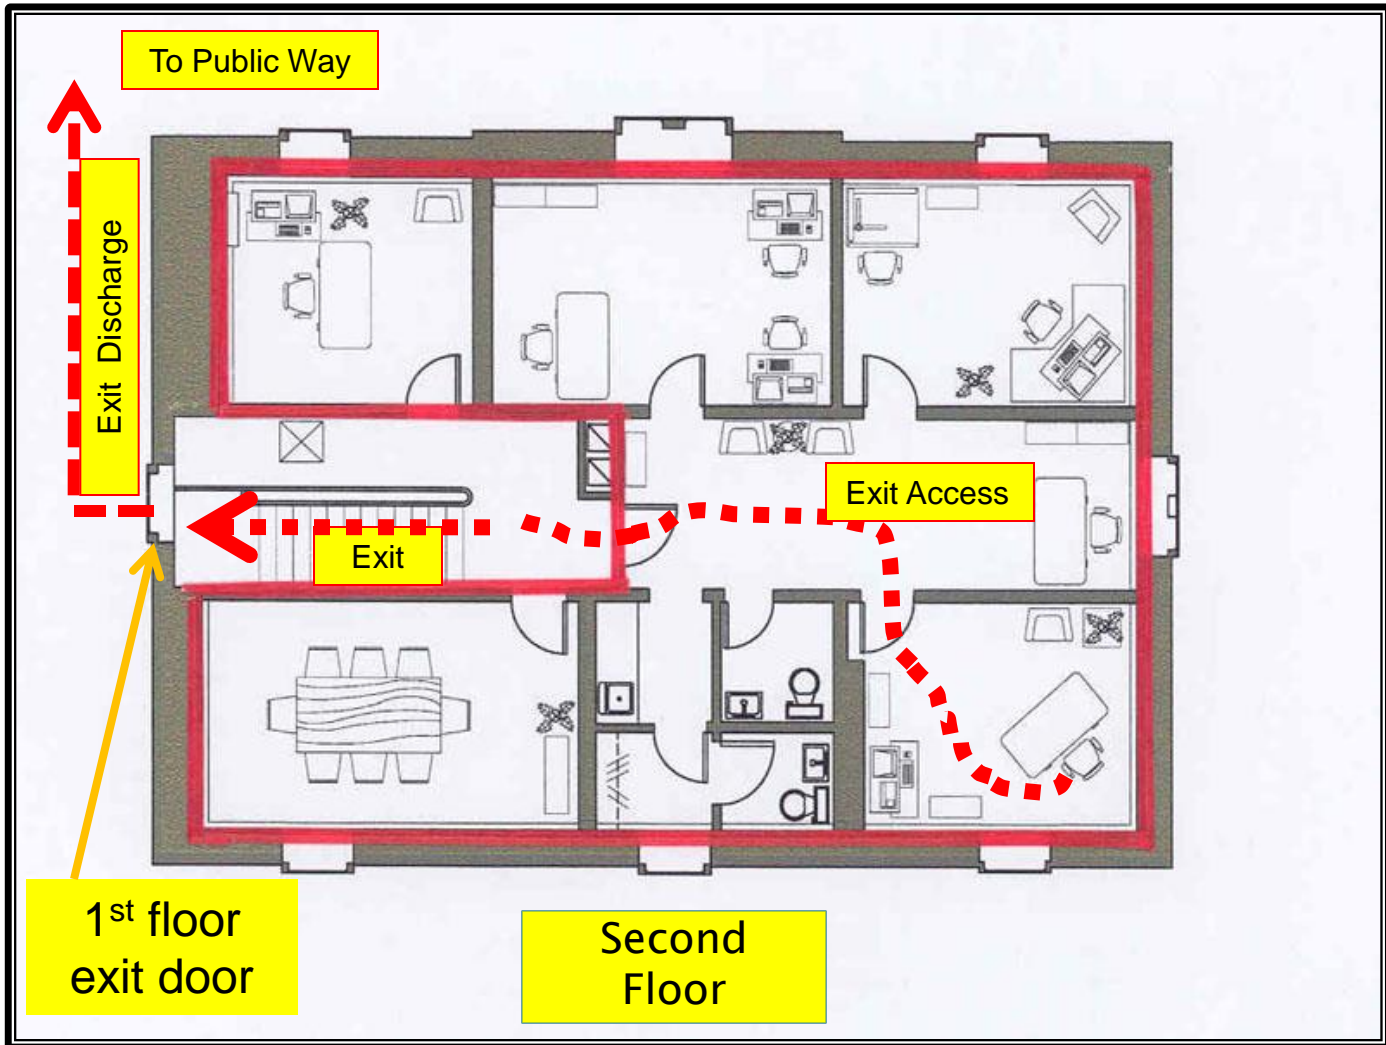 To Public Way
Exit Discharge
Exit Access
Exit
1st floor
exit door
Second
Floor